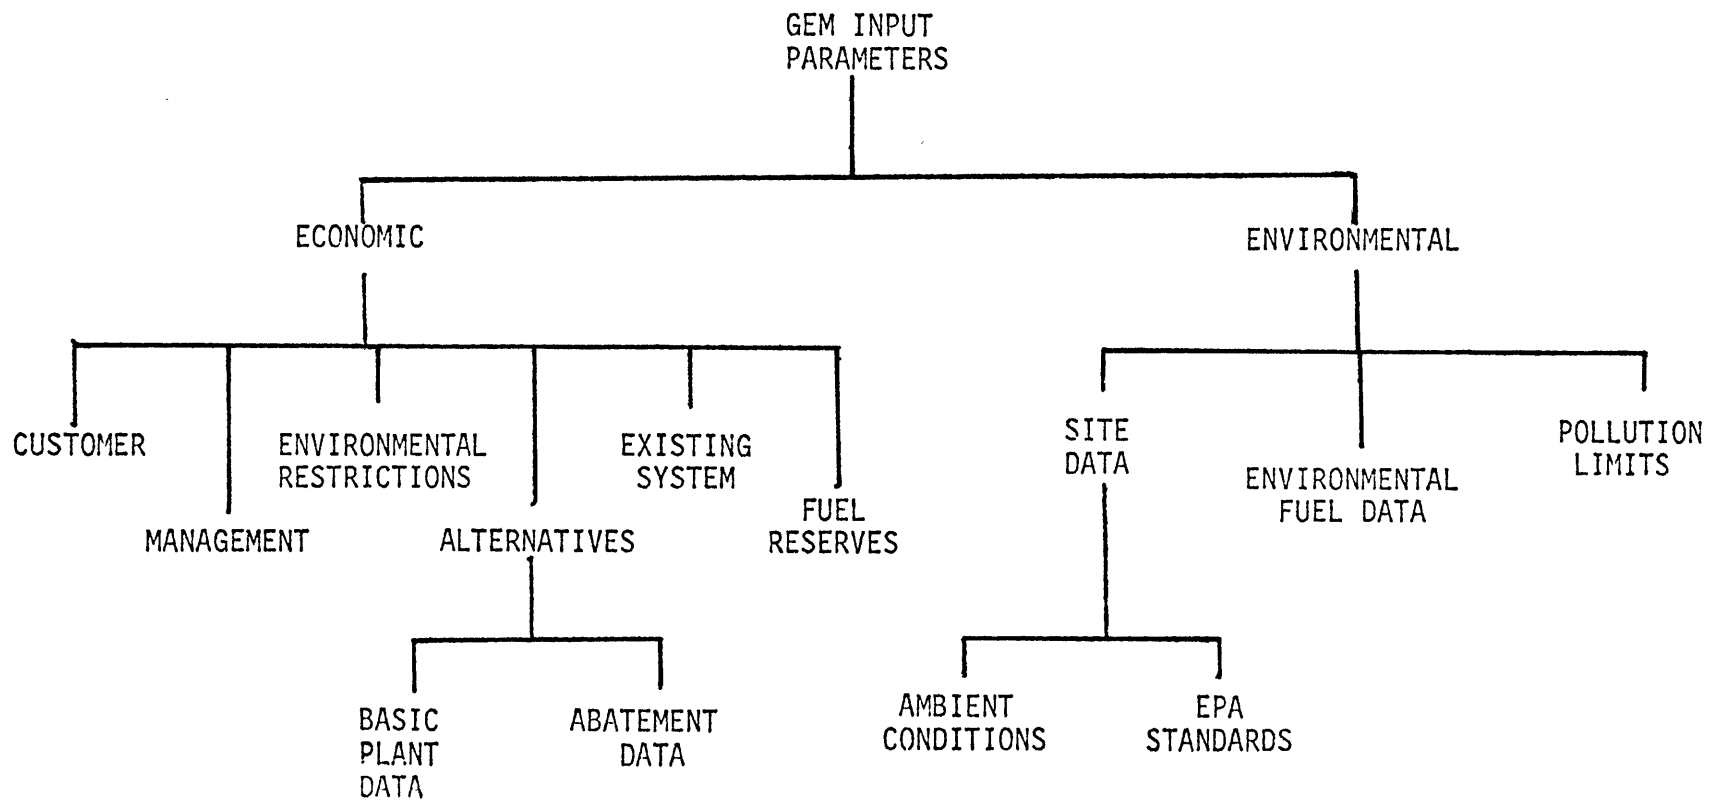 GEM INPUT
PARAMETERS
ECONOMIC
ENVIRONMENTAL
CUSTOMER
MANAGEMENT
ENVIRONMENTAL
RESTRICTIONS
ALTERNATIVES
EXISTING
SYSTEM
FUEL
RESERVES
SITE
DATA
ENVIRONMENTAL
FUEL DATA
POLLUTION
LIMITS
BASIC
PLANT
DATA
ABATEMENT
DATA
AMBIENT
CONDITIONS
EPA
STANDARDS